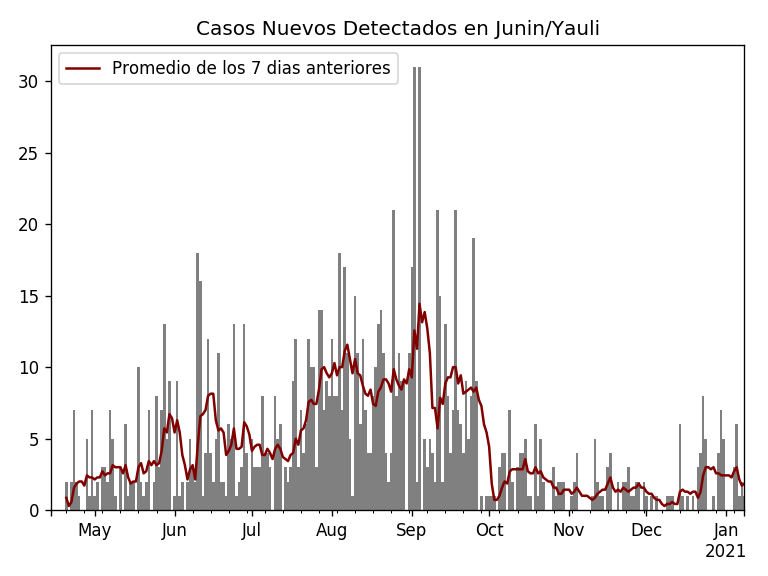 Casos Nuevos Detectados en Junin/Yauli
Promedio de los 7 dias anteriores
30
25
20
15
10
5
0
May Jun Jul Aug Sep Oct Nov Dec Jan
2021